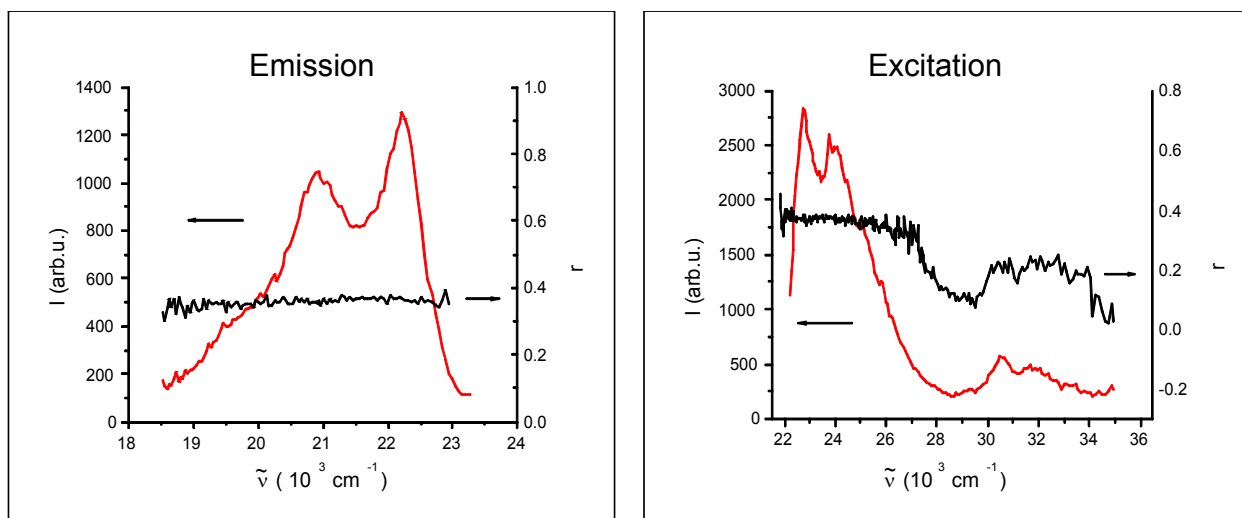 Emission
1400
1200
1000
800
600
400
200
0
I (arb.u.)
1.0
0.8
0.6
0.4
0.2
0.0
r
18 19 20 21 22 23 24
ν̃ ( 10 ³ cm ⁻¹ )
Excitation
3000
2500
2000
1500
1000
500
0
I (arb.u.)
0.8
0.6
0.4
0.2
0.0
-0.2
r
22 24 26 28 30 32 34 36
ν̃ (10 ³ cm ⁻¹ )